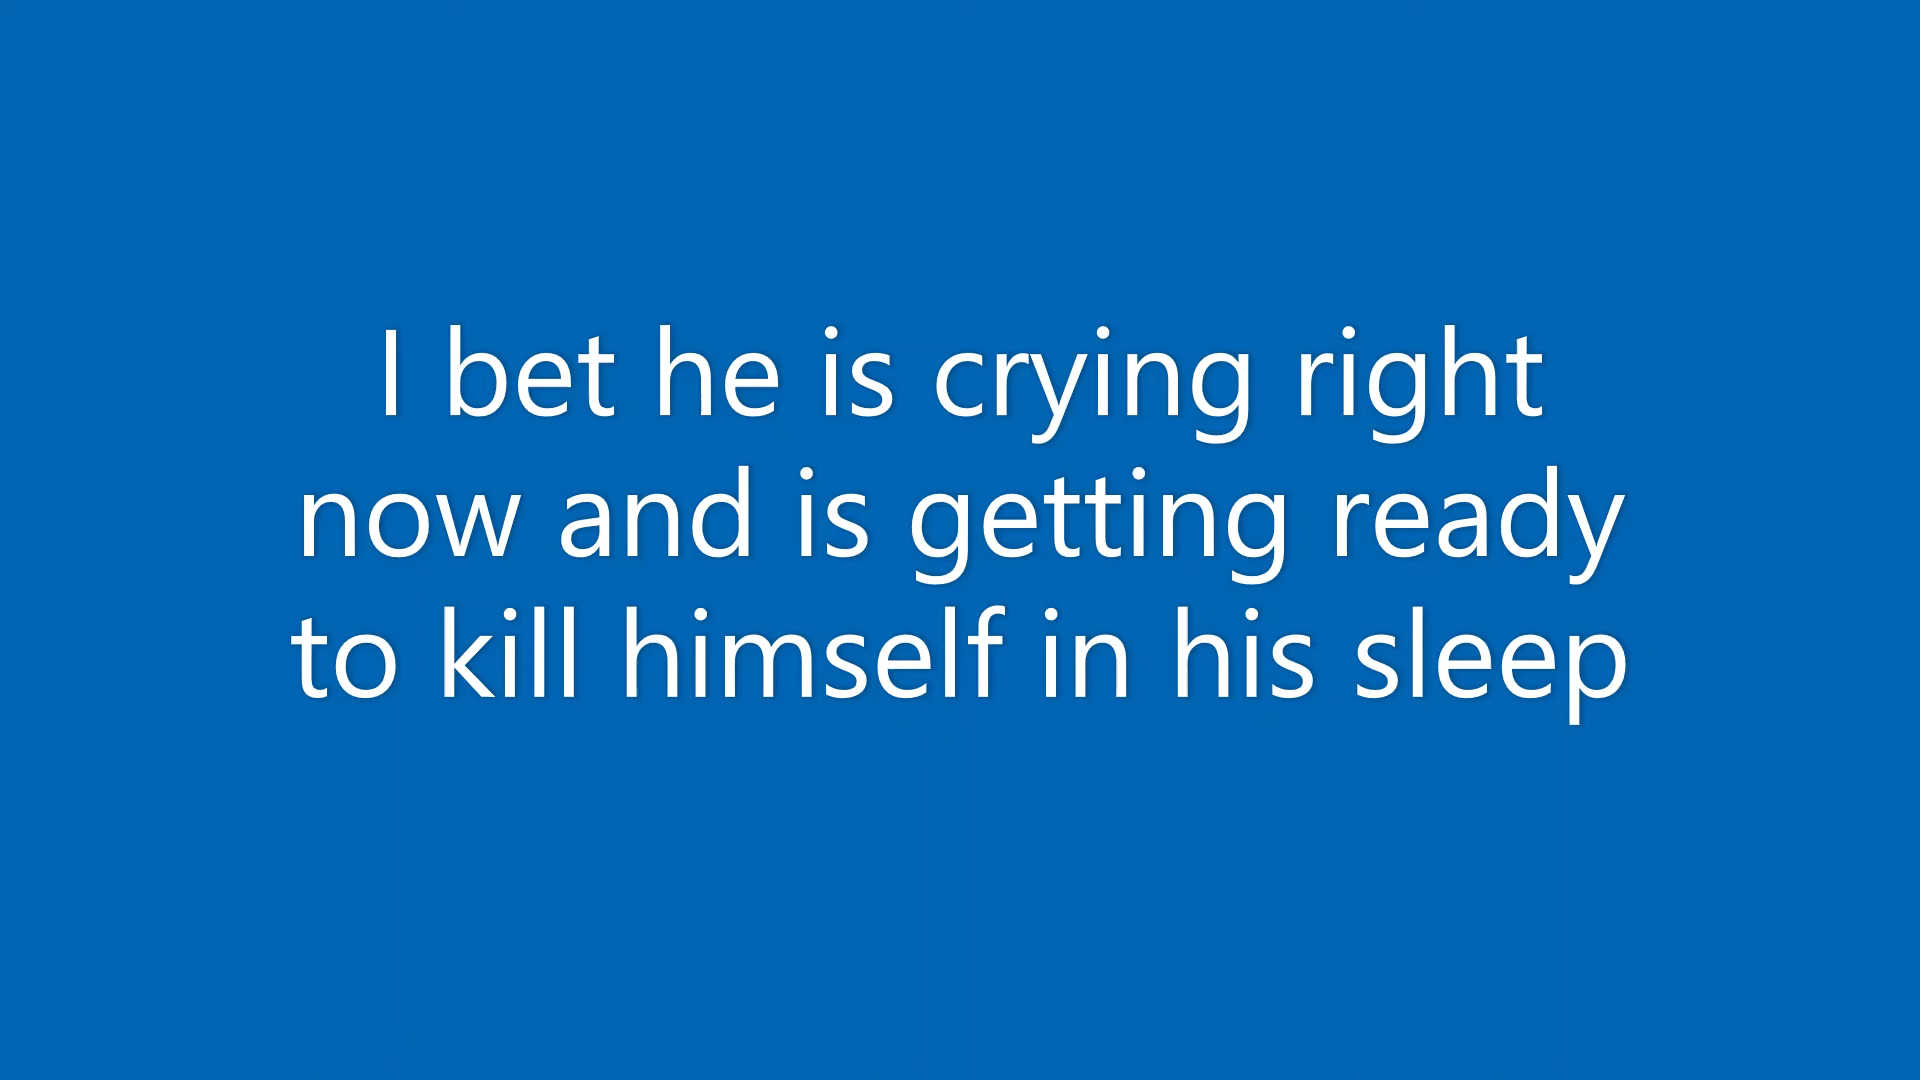 I bet he is crying right
now and is getting ready
to kill himself in his sleep